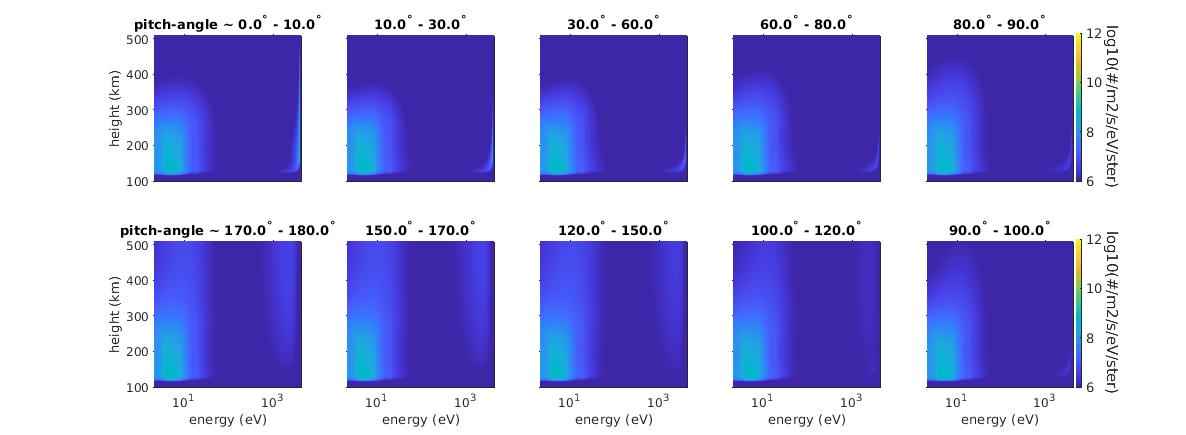 pitch-angle ~ 0.0° - 10.0°
10.0° - 30.0°
30.0° - 60.0°
60.0° - 80.0°
80.0° - 90.0°
500
400
300
200
100
height (km)
12
10
8
6
log10(#/m2/s/eV/ster)
pitch-angle ~ 170.0° - 180.0°
150.0° - 170.0°
120.0° - 150.0°
100.0° - 120.0°
90.0° - 100.0°
500
400
300
200
100
height (km)
12
10
8
6
log10(#/m2/s/eV/ster)
10¹ 10³
10¹ 10³
10¹ 10³
10¹ 10³
10¹ 10³
energy (eV)
energy (eV)
energy (eV)
energy (eV)
energy (eV)